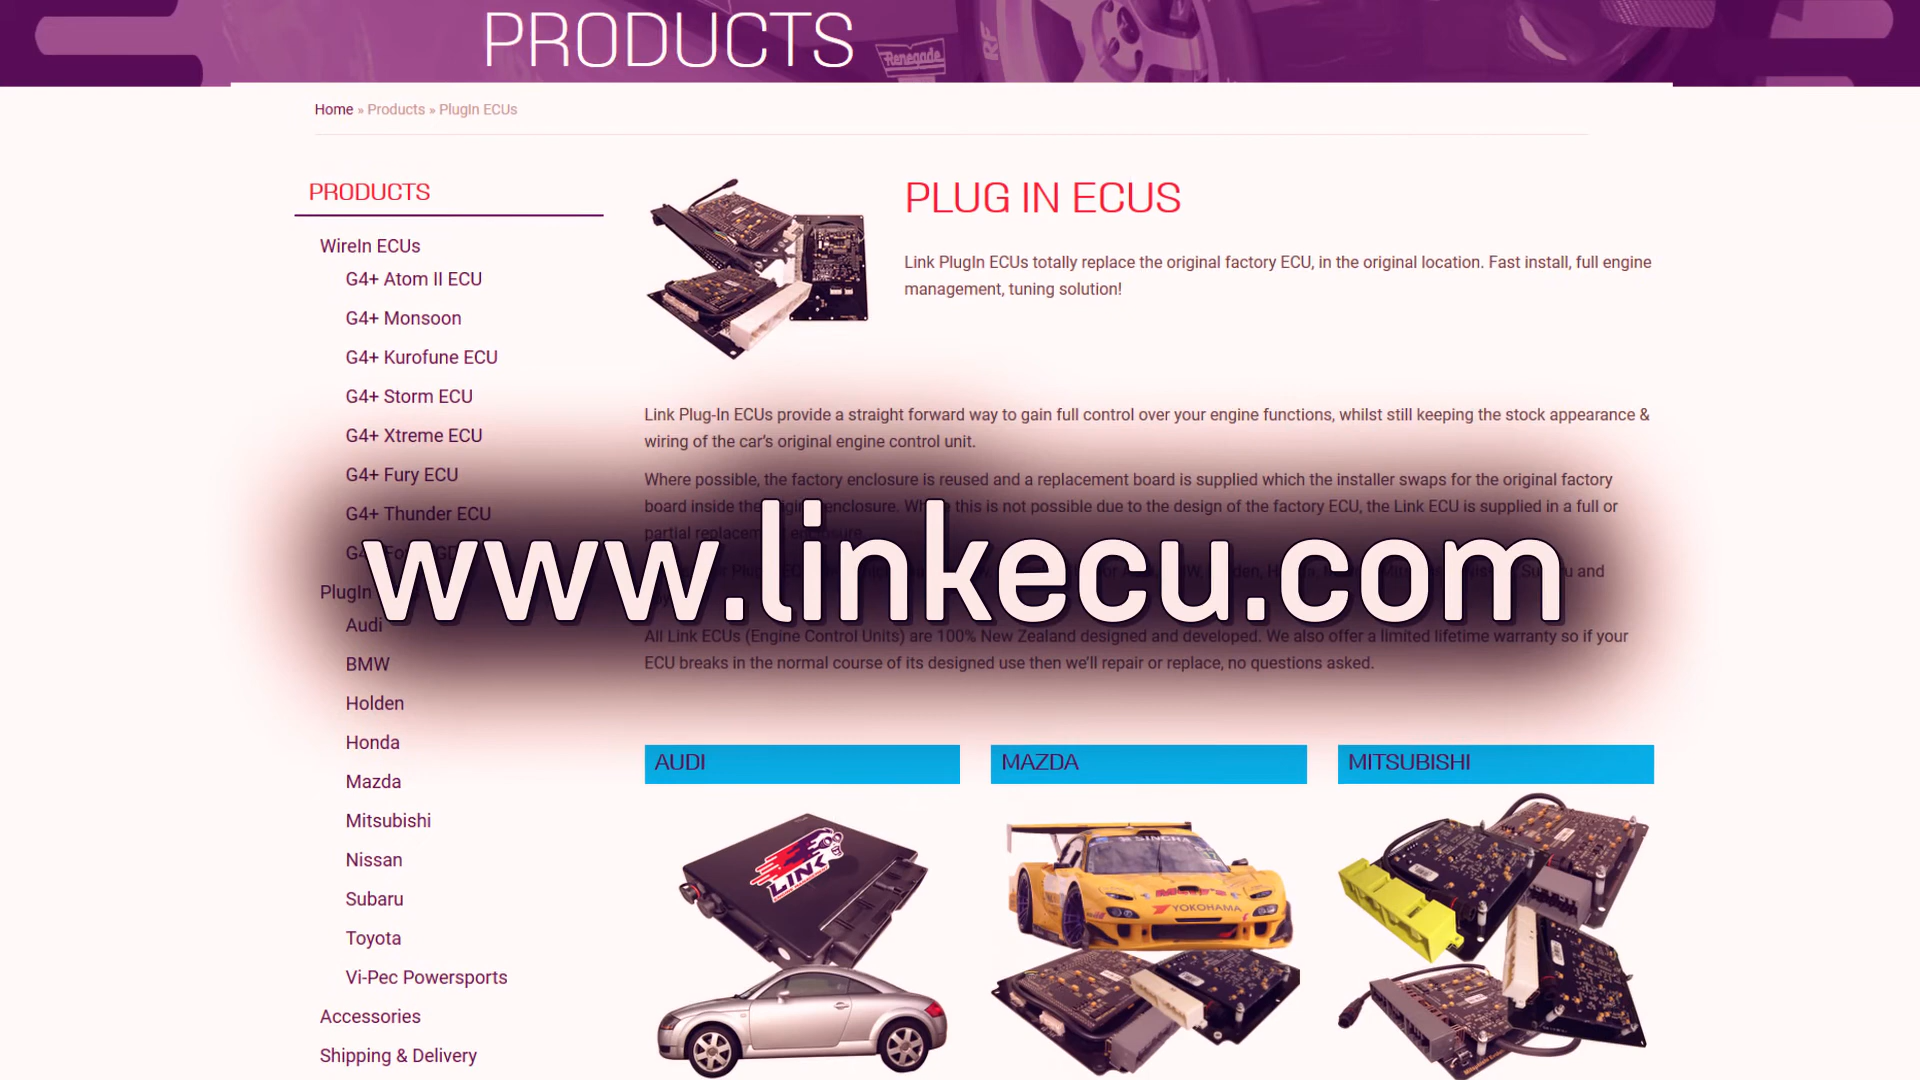 PRODUCTS
Renegade
RF
Home » Products » PlugIn ECUs
PRODUCTS
WireIn ECUs
G4+ Atom II ECU
G4+ Monsoon
G4+ Kurofune ECU
G4+ Storm ECU
G4+ Xtreme ECU
G4+ Fury ECU
G4+ Thunder ECU
PlugIn
Audi
BMW
Holden
Honda
Mazda
Mitsubishi
Nissan
Subaru
Toyota
Vi-Pec Powersports
Accessories
Shipping & Delivery
PLUG IN ECUS
Link PlugIn ECUs totally replace the original factory ECU, in the original location. Fast install, full engine
management, tuning solution!
Link Plug-In ECUs provide a straight forward way to gain full control over your engine functions, whilst still keeping the stock appearance &
wiring of the car's original engine control unit.
Where possible, the factory enclosure is reused and a replacement board is supplied which the installer swaps for the original factory
board inside the enclosure. this is not possible due to the design of the factory ECU, the Link ECU is supplied in a full or
partial
www.linkecu.com
and
All Link ECUs (Engine Control Units) are 100% New Zealand designed and developed. We also offer a limited lifetime warranty so if your
ECU breaks in the normal course of its designed use then we'll repair or replace, no questions asked.
AUDI
MAZDA
MITSUBISHI
LINK
SINGHA
YOKOHAMA